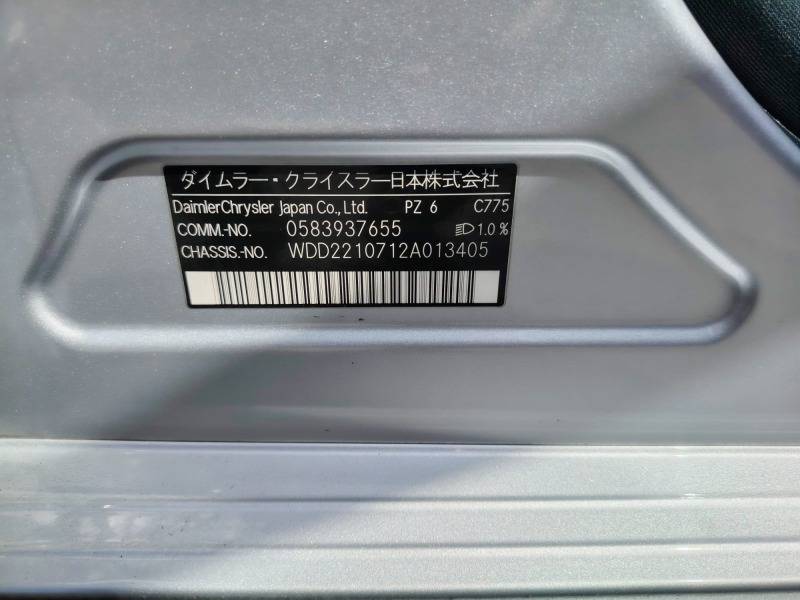 ダイムラー・クライスラー日本株式会社
DaimlerChrysler Japan Co., Ltd. PZ 6 C775
COMM.-NO. 0583937655 1.0%
CHASSIS.-NO. WDD2210712A013405